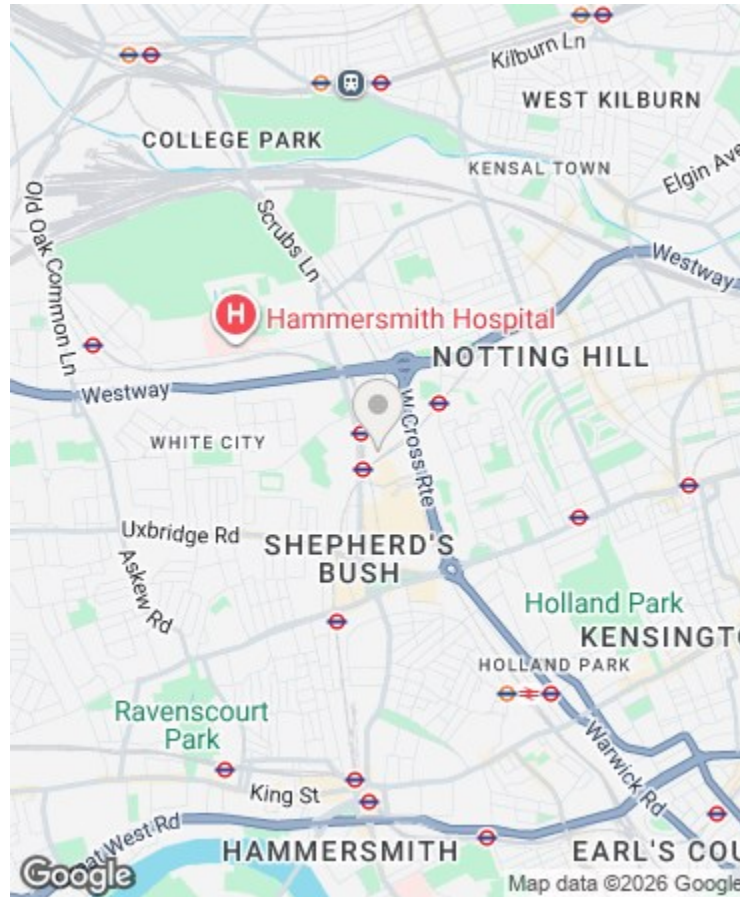 Kilburn Ln
WEST KILBURN
COLLEGE PARK
KENSAL TOWN
Elgin Ave
Old Oak Common Ln
Scrubs Ln
Westway
H
Hammersmith Hospital
NOTTING HILL
Westway
W Cross Rte
WHITE CITY
Uxbridge Rd
SHEPHERD'S
BUSH
Askew Rd
Holland Park
KENSINGTO
HOLLAND PARK
Ravenscourt
Park
Warwick Rd
King St
eat West Rd
HAMMERSMITH
EARL'S COU
Google
Map data ©2026 Google